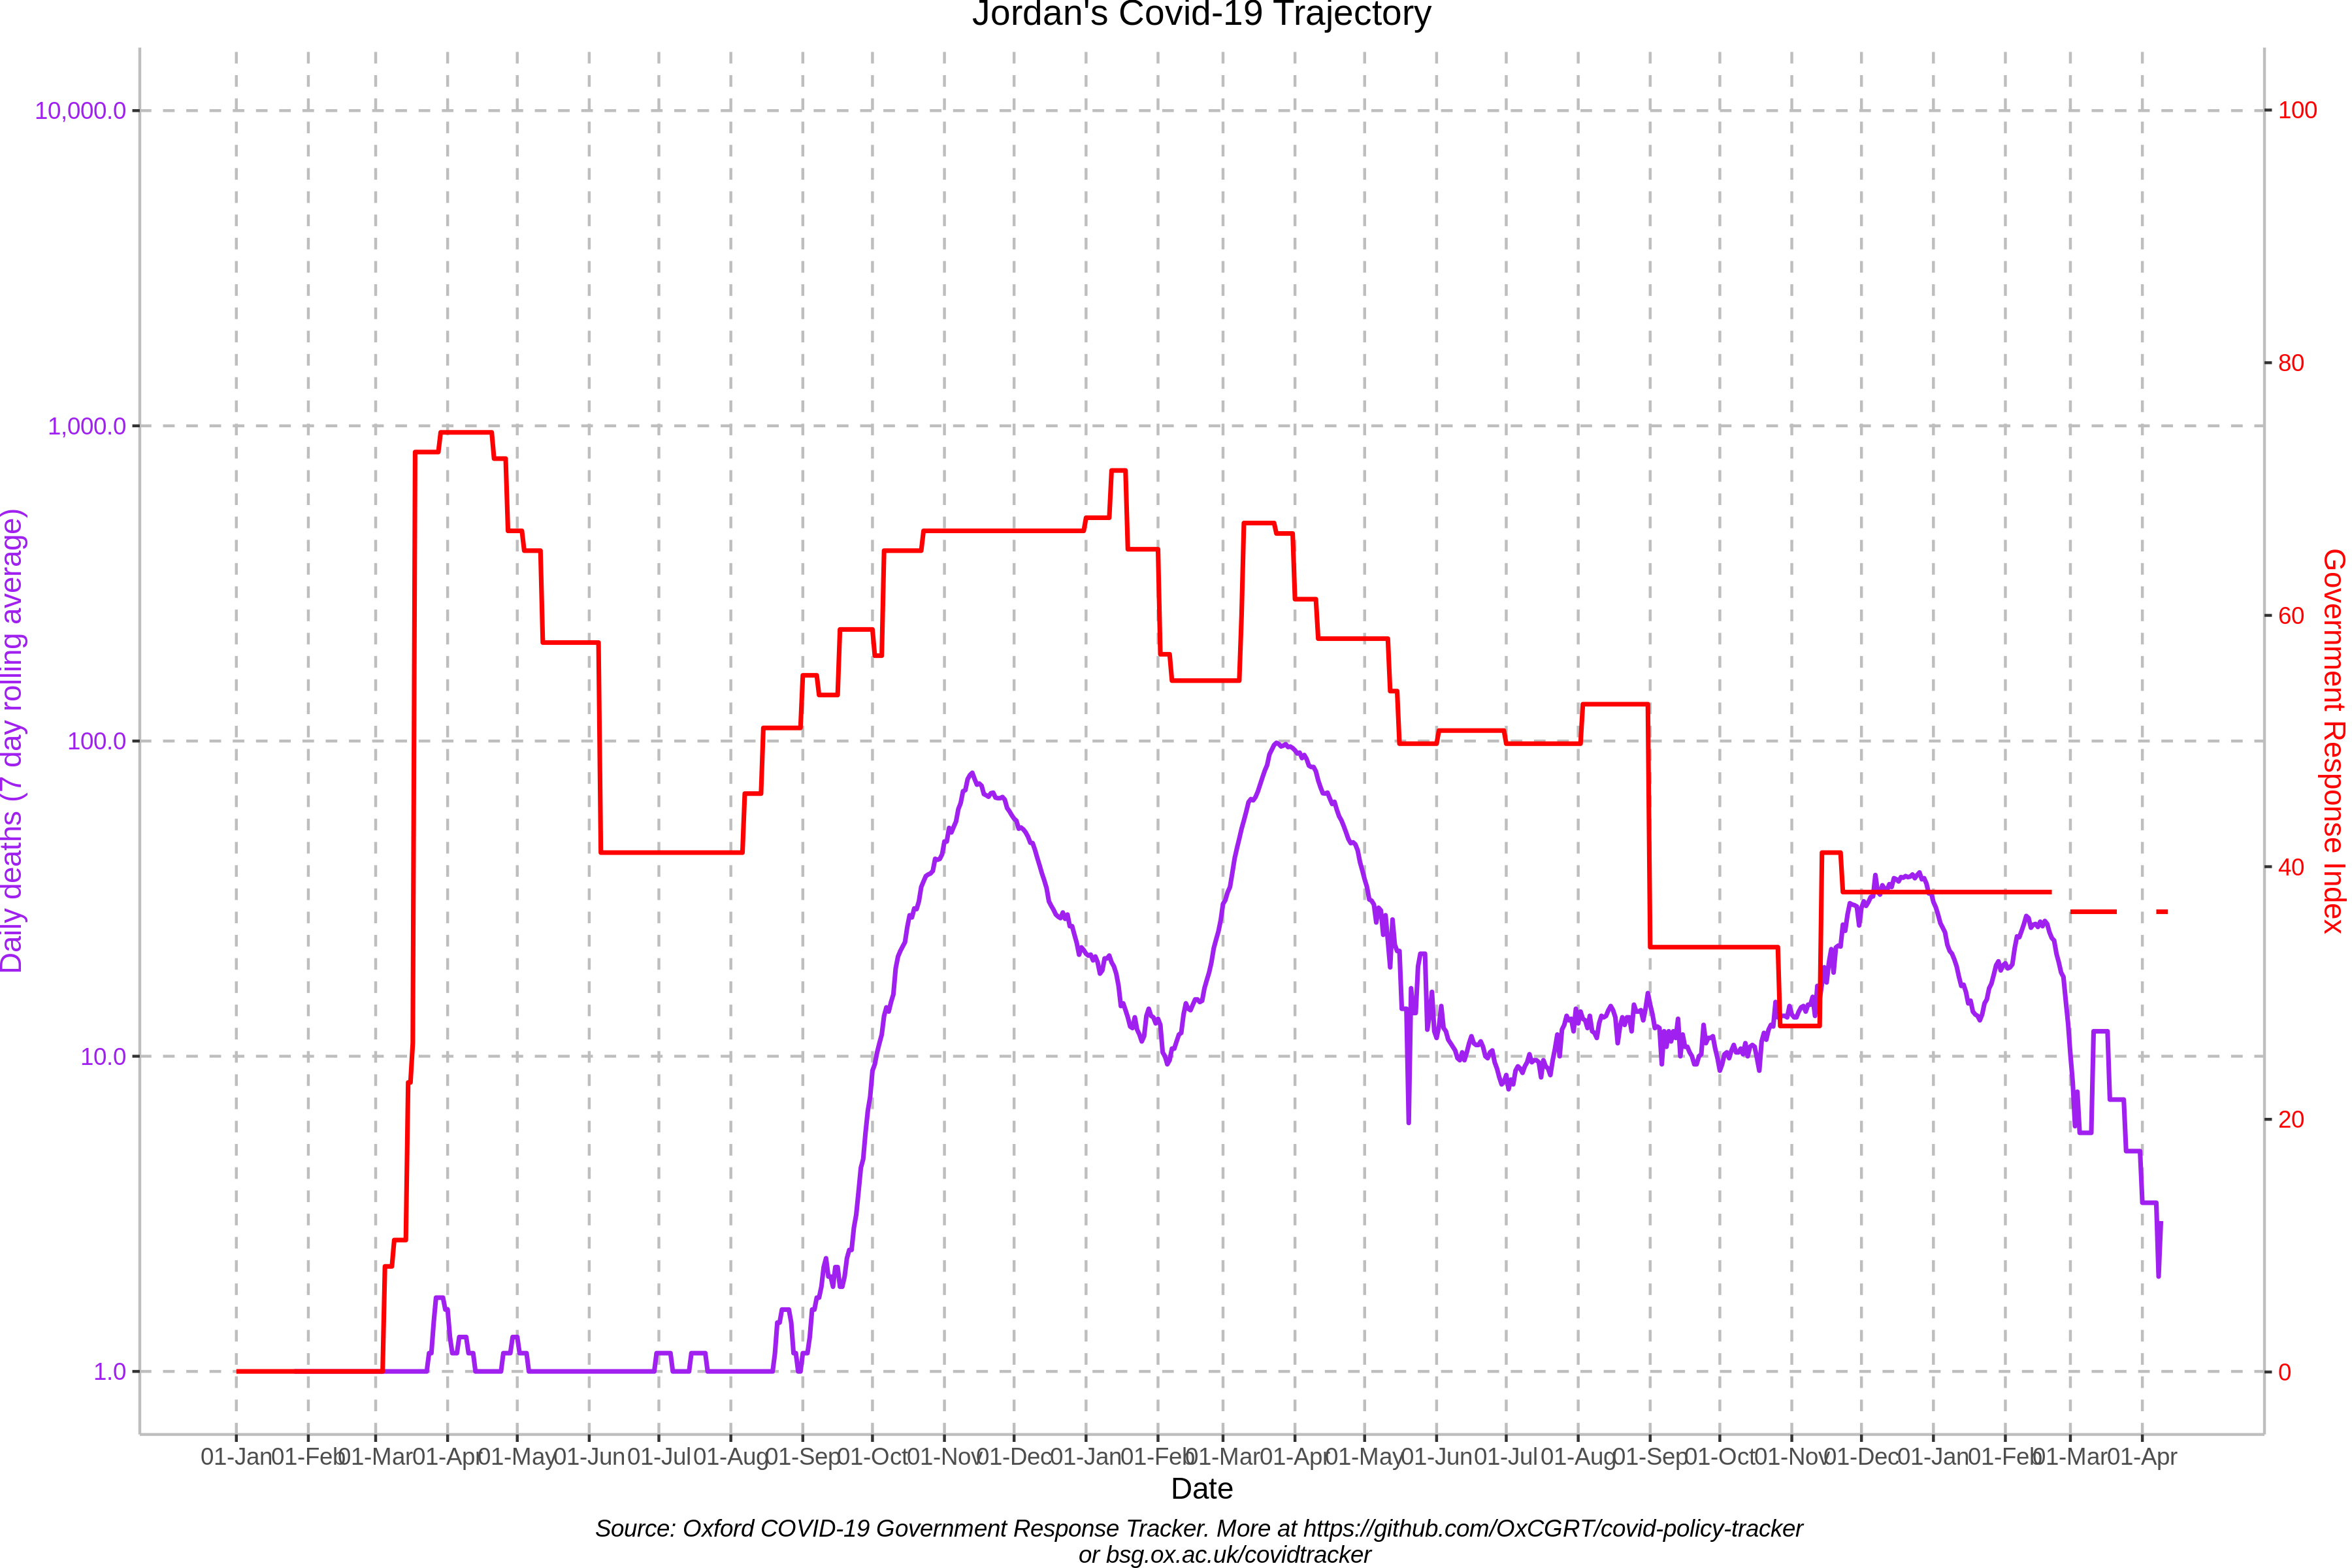 Jordan's Covid-19 Trajectory
10,000.0
1,000.0
100.0
10.0
1.0
Daily deaths (7 day rolling average)
100
80
60
40
20
0
Government Response Index
01-Jan 01-Feb 01-Mar 01-Apr 01-May 01-Jun 01-Jul 01-Aug 01-Sep 01-Oct 01-Nov 01-Dec 01-Jan 01-Feb 01-Mar 01-Apr 01-May 01-Jun 01-Jul 01-Aug 01-Sep 01-Oct 01-Nov 01-Dec 01-Jan 01-Feb 01-Mar 01-Apr
Date
Source: Oxford COVID-19 Government Response Tracker. More at https://github.com/OxCGRT/covid-policy-tracker
or bsg.ox.ac.uk/covidtracker